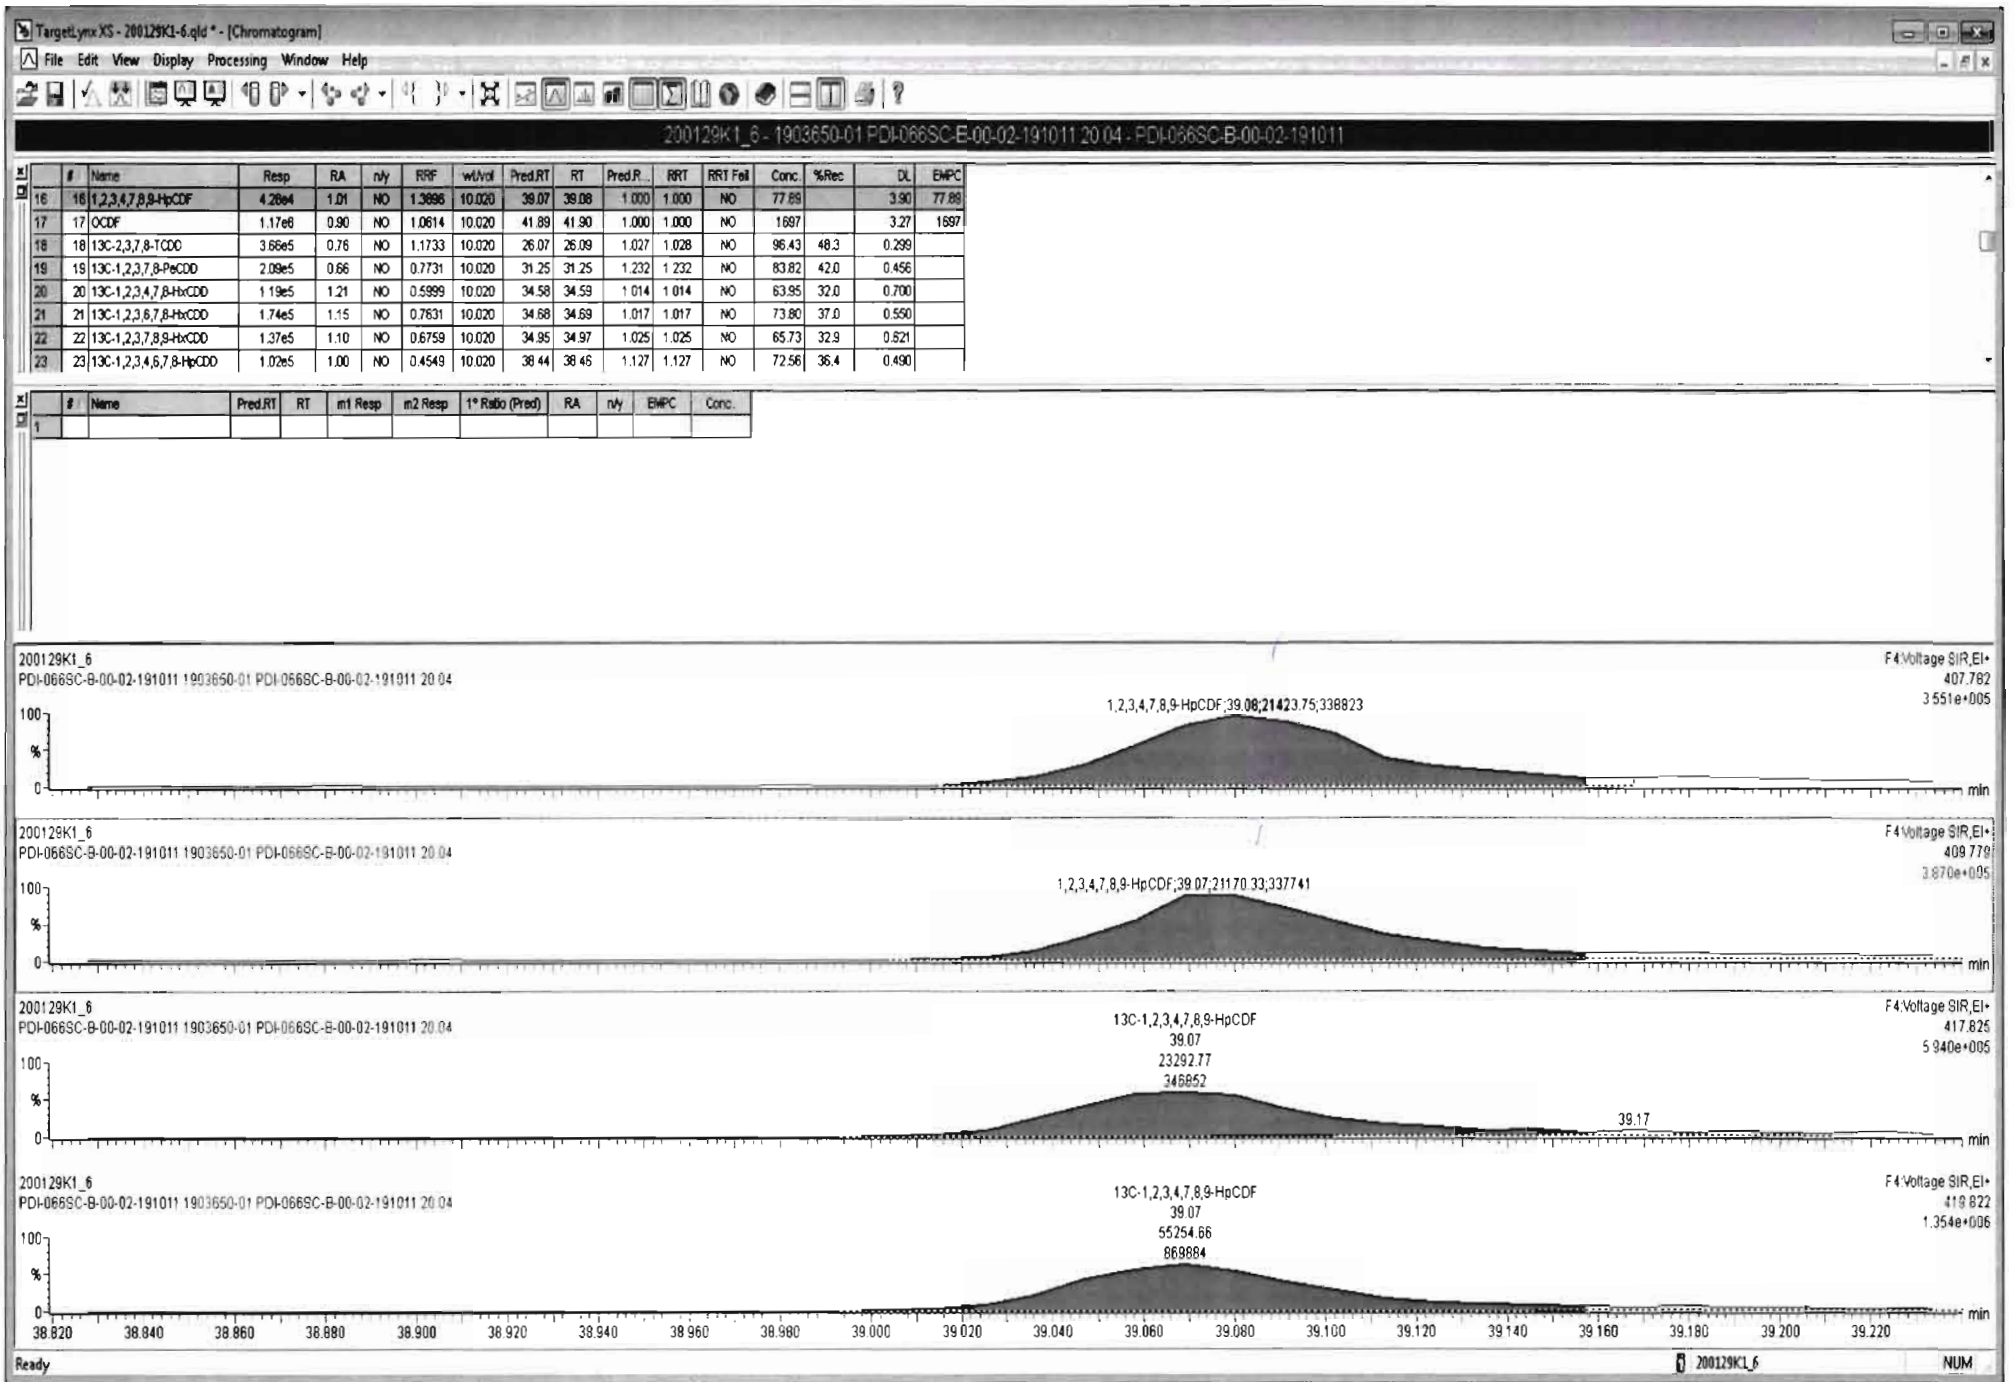 TargetLynx XS - 200129K1-6.qld * - [Chromatogram]
File Edit View Display Processing Window Help
200129K1_6 - 1903650-01 PDI-066SC-B-00-02-191011 20.04 - PDI-066SC-B-00-02-191011
# Name Resp RA n/y RRF wt/vol Pred.RT RT Pred.R... RRT RRT Fail Conc. %Rec DL EMPC
16 16 1,2,3,4,7,8,9-HpCDF 4.28e4 1.01 NO 1.3896 10.020 39.07 39.08 1.000 1.000 NO 77.89 3.90 77.89
17 17 OCDF 1.17e6 0.90 NO 1.0614 10.020 41.89 41.90 1.000 1.000 NO 1697 3.27 1697
18 18 13C-2,3,7,8-TCDD 3.66e5 0.76 NO 1.1733 10.020 26.07 26.09 1.027 1.028 NO 96.43 48.3 0.299
19 19 13C-1,2,3,7,8-PeCDD 2.09e5 0.66 NO 0.7731 10.020 31.25 31.25 1.232 1 232 NO 83.82 42.0 0.456
20 20 13C-1,2,3,4,7,8-HxCDD 1 19e5 1.21 NO 0.5999 10.020 34.58 34.59 1 014 1 014 NO 63.95 32.0 0.700
21 21 13C-1,2,3,6,7,8-HxCDD 1.74e5 1.15 NO 0.7631 10.020 34.68 34.69 1.017 1.017 NO 73.80 37.0 0.550
22 22 13C-1,2,3,7,8,9-HxCDD 1.37e5 1.10 NO 0.6759 10.020 34.95 34.97 1.025 1.025 NO 65.73 32.9 0.621
23 23 13C-1,2,3,4,6,7,8-HpCDD 1.02e5 1.00 NO 0.4549 10.020 38 44 38 46 1.127 1.127 NO 72.56 36.4 0.490
# Name Pred.RT RT m1 Resp m2 Resp 1° Ratio (Pred) RA n/y EMPC Conc.
1
200129K1_6 F4:Voltage SIR,EI+
PDI-066SC-B-00-02-191011 1903650-01 PDI-066SC-B-00-02-191011 20.04 407.782
3 551e+005
1,2,3,4,7,8,9-HpCDF;39.08;21423.75;338823
100
%
0
min
200129K1_6 F4:Voltage SIR,EI+
PDI-066SC-B-00-02-191011 1903650-01 PDI-066SC-B-00-02-191011 20.04 409 779
3.870e+005
1,2,3,4,7,8,9-HpCDF;39.07;21170.33;337741
100
%
0
min
200129K1_6 F4:Voltage SIR,EI+
PDI-066SC-B-00-02-191011 1903650-01 PDI-066SC-B-00-02-191011 20.04 417.825
5 940e+005
13C-1,2,3,4,7,8,9-HpCDF
39.07
23292.77
346852
100
%
0
39.17
min
200129K1_6 F4:Voltage SIR,EI+
PDI-066SC-B-00-02-191011 1903650-01 PDI-066SC-B-00-02-191011 20.04 419 822
1.354e+006
13C-1,2,3,4,7,8,9-HpCDF
39.07
55254.66
869884
100
%
0
min
38.820 38.840 38.860 38.880 38.900 38.920 38.940 38.960 38.980 39.000 39.020 39.040 39.060 39.080 39.100 39.120 39.140 39.160 39.180 39.200 39.220
Ready 200129K1_6 NUM